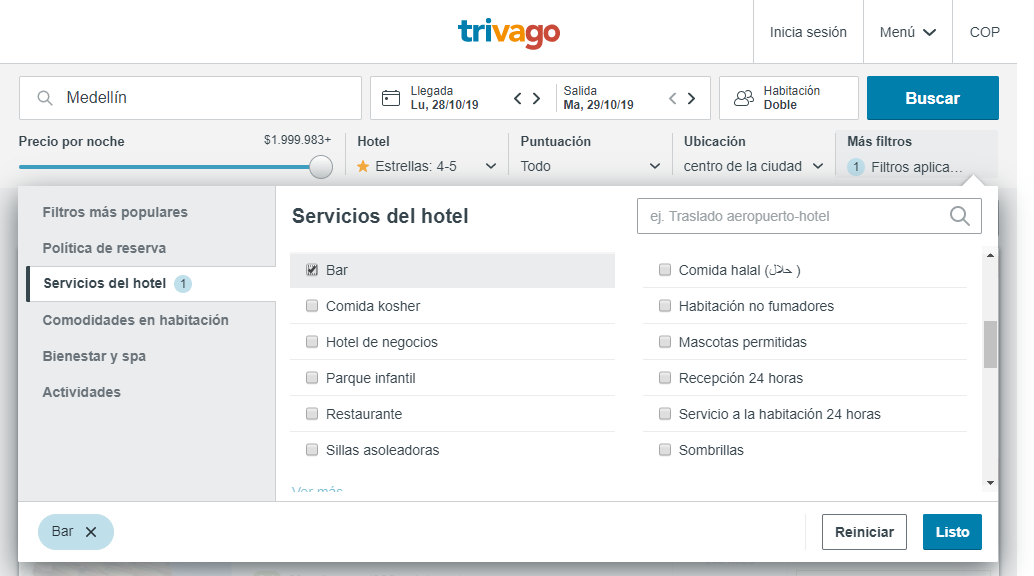 trivago
Inicia sesión
Menú
COP
Medellín
Llegada
Lu, 28/10/19
Salida
Ma, 29/10/19
Habitación
Doble
Buscar
Precio por noche
$1.999.983+
Hotel
Estrellas: 4-5
Puntuación
Todo
Ubicación
centro de la ciudad
Más filtros
1 Filtros aplica...
Filtros más populares
Política de reserva
Servicios del hotel 1
Comodidades en habitación
Bienestar y spa
Actividades
Servicios del hotel
ej. Traslado aeropuerto-hotel
Bar
Comida kosher
Hotel de negocios
Parque infantil
Restaurante
Sillas asoleadoras
Ver más
Comida halal (حلال)
Habitación no fumadores
Mascotas permitidas
Recepción 24 horas
Servicio a la habitación 24 horas
Sombrillas
Bar
Reiniciar
Listo